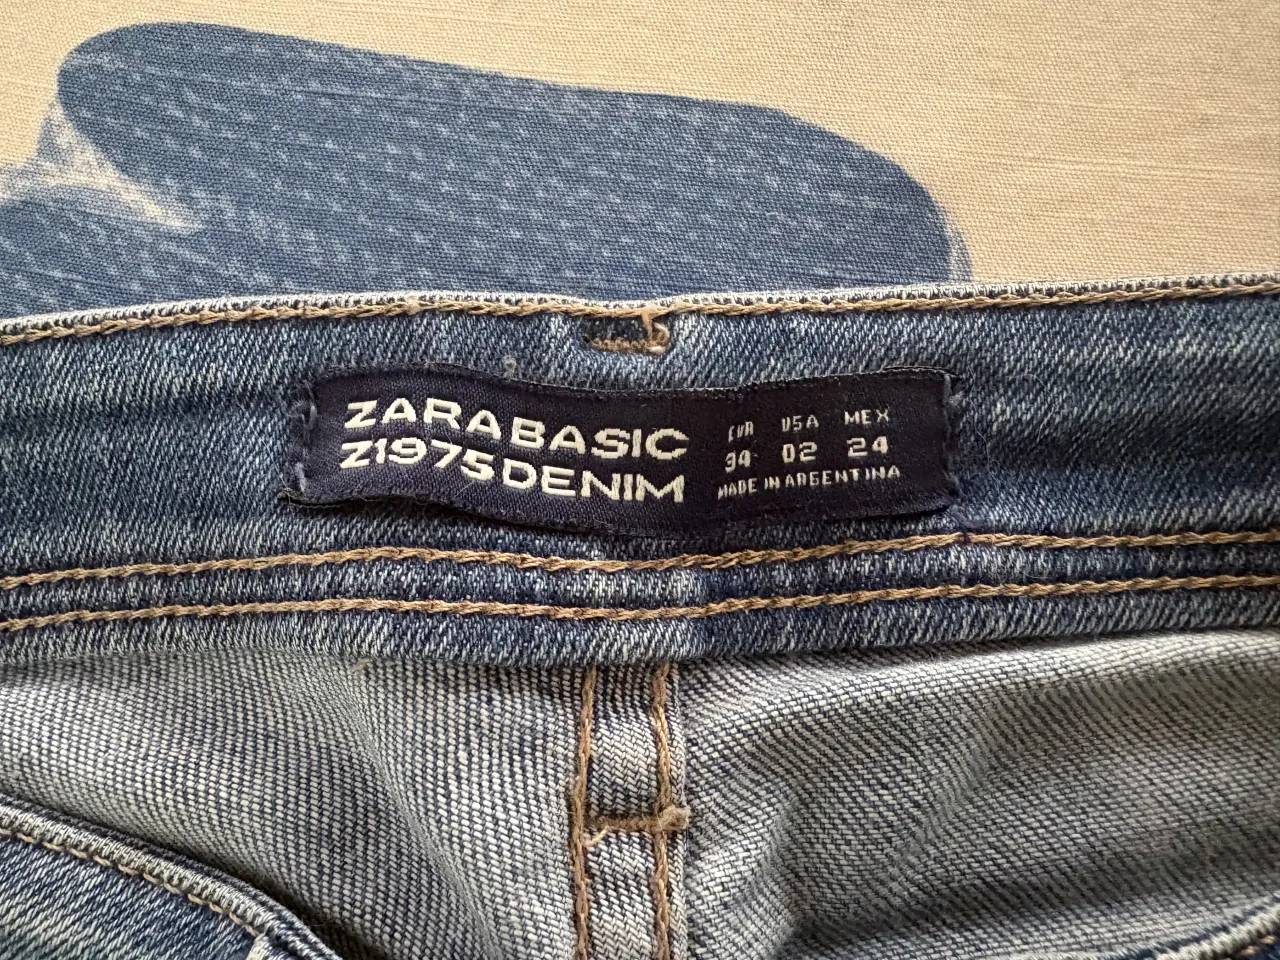 ZARABASIC
Z1975DENIM
EUR USA MEX
34 02 24
MADE IN ARGENTINA